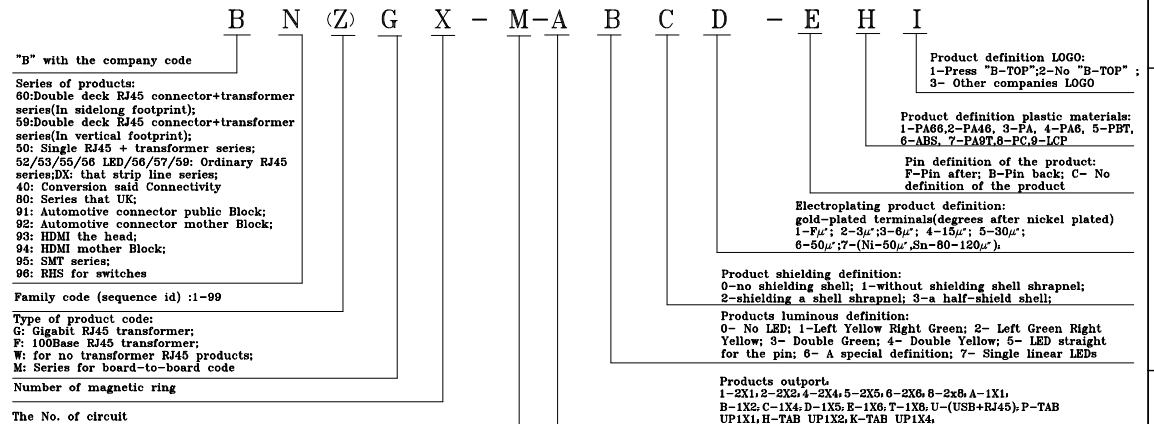 B N (Z) G X - M-A B C D - E H I
"B" with the company code
Series of products:
60:Double deck RJ45 connector+transformer
series(In sidelong footprint);
59:Double deck RJ45 connector+transformer
series(In vertical footprint);
50: Single RJ45 + transformer series;
52/53/55/56 LED/56/57/59: Ordinary RJ45
series;DX: that strip line series;
40: Conversion said Connectivity
80: Series that UK;
91: Automotive connector public Block;
92: Automotive connector mother Block;
93: HDMI the head;
94: HDMI mother Block;
95: SMT series;
96: RHS for switches
Family code (sequence id) :1-99
Type of product code:
G: Gigabit RJ45 transformer;
F: 100Base RJ45 transformer;
W: for no transformer RJ45 products;
M: Series for board-to-board code
Number of magnetic ring
The No. of circuit
Product definition LOGO:
1-Press "B-TOP";2-No "B-TOP" ;
3- Other companies LOGO
Product definition plastic materials:
1-PA66,2-PA46, 3-PA, 4-PA6, 5-PBT,
6-ABS, 7-PA9T,8-PC,9-LCP
Pin definition of the product:
F-Pin after; B-Pin back; C- No
definition of the product
Electroplating product definition:
gold-plated terminals(degrees after nickel plated)
1-Fμ"; 2-3μ";3-6μ"; 4-15μ"; 5-30μ";
6-50μ";7-(Ni-50μ",Sn-80-120μ");
Product shielding definition:
0-no shielding shell; 1-without shielding shell shrapnel;
2-shielding a shell shrapnel; 3-a half-shield shell;
Products luminous definition:
0- No LED; 1-Left Yellow Right Green; 2- Left Green Right
Yellow; 3- Double Green; 4- Double Yellow; 5- LED straight
for the pin; 6- A special definition; 7- Single linear LEDs
Products outport:
1-2X1; 2-2X2; 4-2X4; 5-2X5; 6-2X6; 8-2x8; A-1X1;
B-1X2; C-1X4; D-1X5; E-1X6; T-1X8; U-(USB+RJ45); P-TAB
UP1X1; H-TAB UP1X2; K-TAB UP1X4;